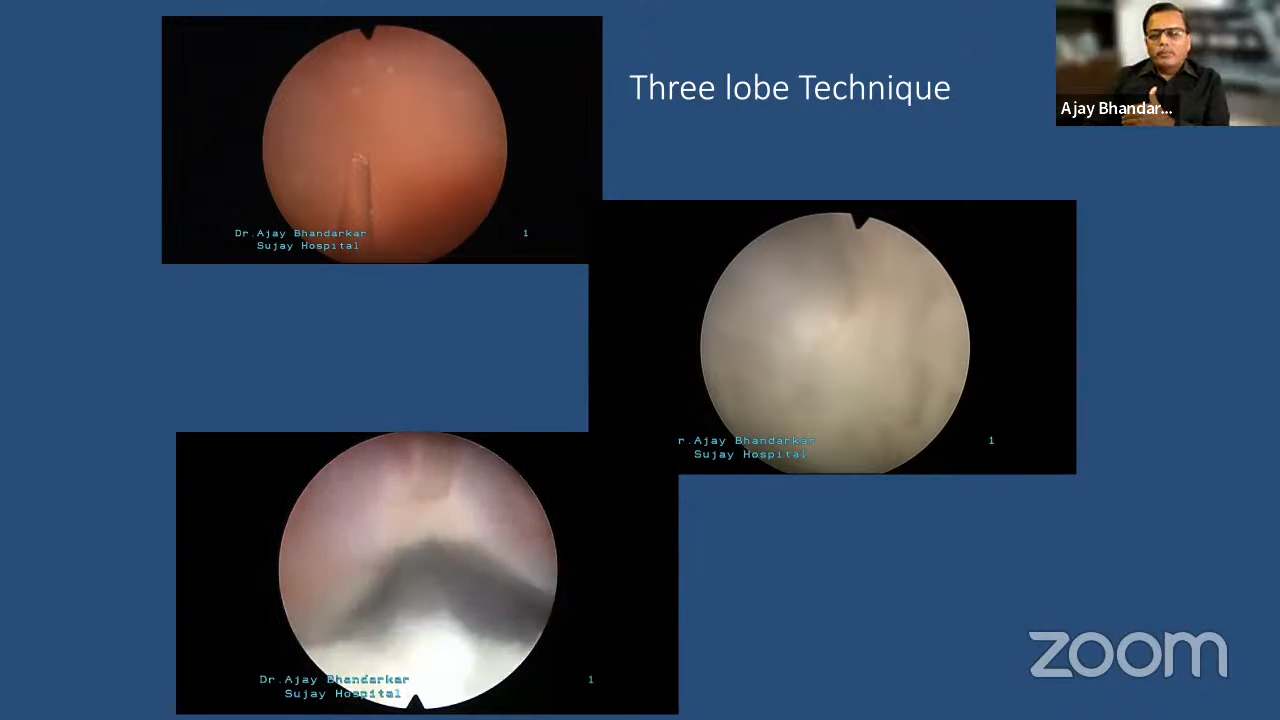 Three lobe Technique
Ajay Bhandar...
Dr.Ajay Bhandarkar
Sujay Hospital
1
r.Ajay Bhandarkar
Sujay Hospital
1
Dr.Ajay Bhandarkar
Sujay Hospital
1
zoom